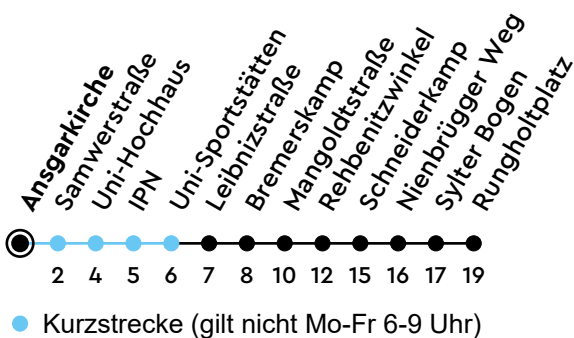 Ansgarkirche
Samwerstraße
Uni-Hochhaus
IPN
Uni-Sportstätten
Leibnizstraße
Bremerskamp
Mangoldtstraße
Rehbenitzwinkel
Schneiderkamp
Nienbrügger Weg
Sylter Bogen
Rungholtplatz
2 4 5 6 7 8 10 12 15 16 17 19
Kurzstrecke (gilt nicht Mo-Fr 6-9 Uhr)